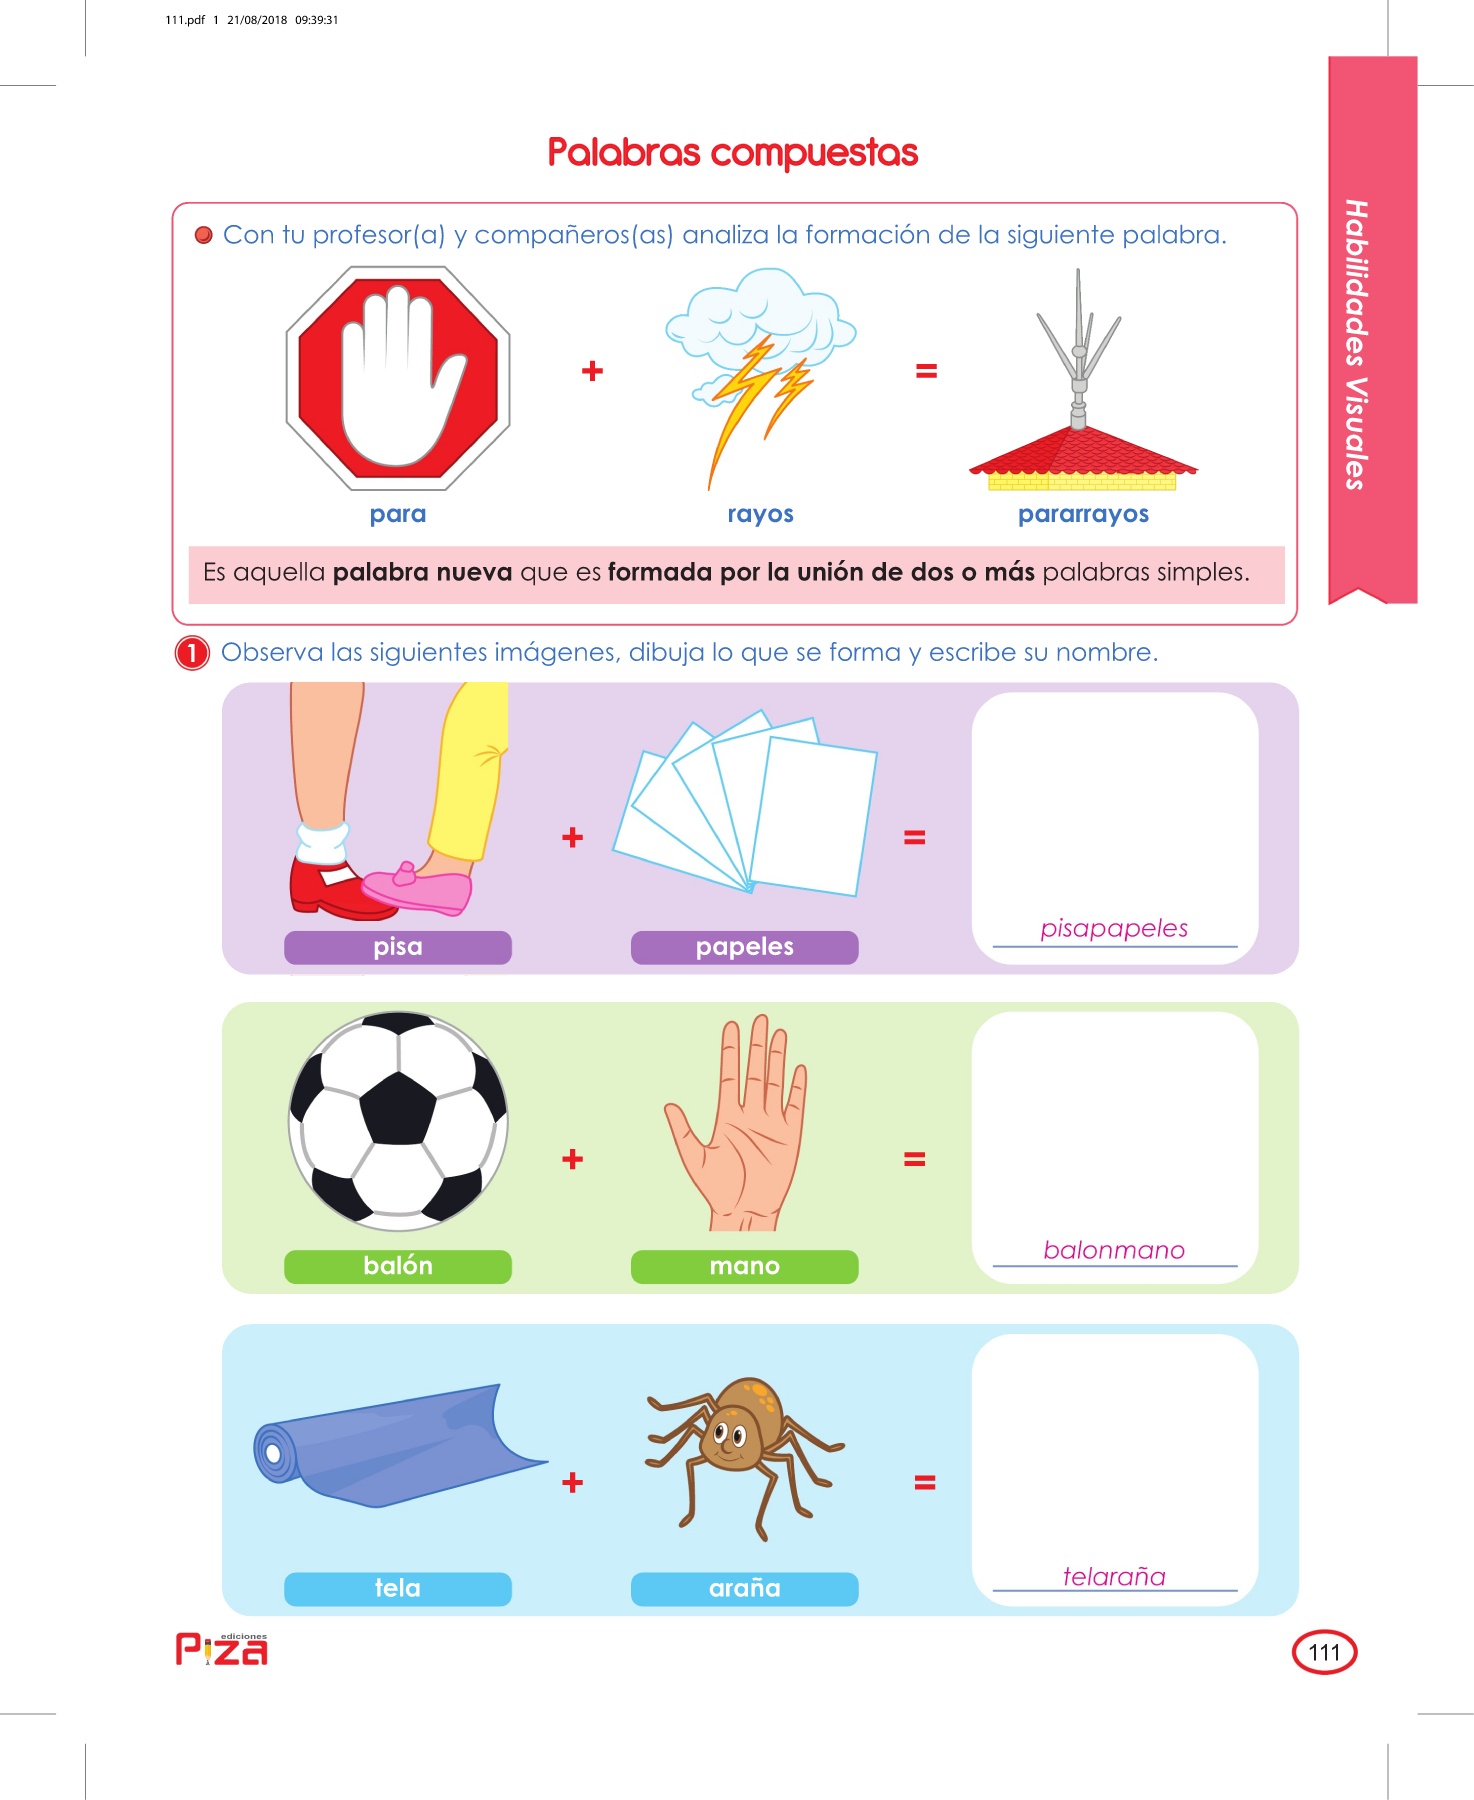 111.pdf 1 21/08/2018 09:39:31
Palabras compuestas
Habilidades Visuales
Con tu profesor(a) y compañeros(as) analiza la formación de la siguiente palabra.
+ =
para rayos pararrayos
Es aquella palabra nueva que es formada por la unión de dos o más palabras simples.
1 Observa las siguientes imágenes, dibuja lo que se forma y escribe su nombre.
+ =
pisapapeles
pisa papeles
+ =
balonmano
balón mano
+ =
telaraña
tela araña
ediciones
Piza
111